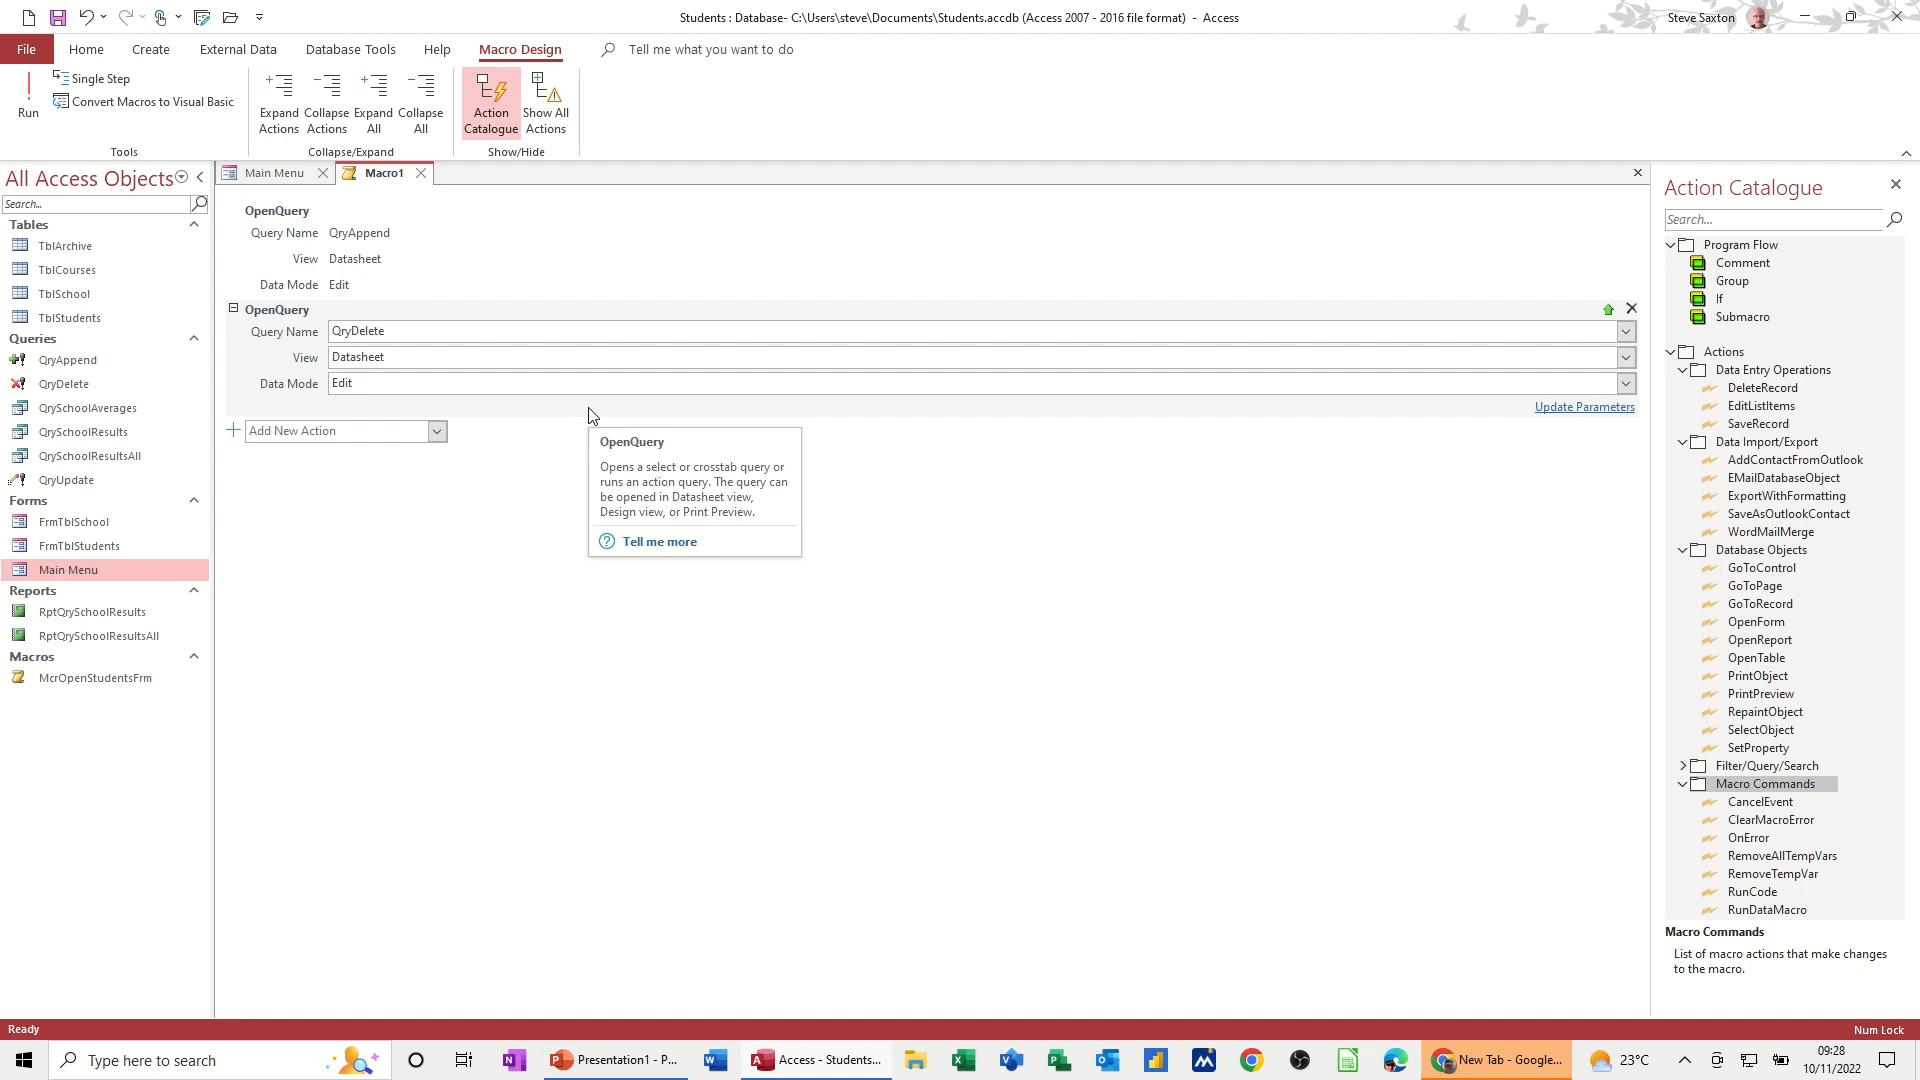 Students : Database- C:\Users\steve\Documents\Students.accdb (Access 2007 - 2016 file format) - Access
Steve Saxton
File
Home
Create
External Data
Database Tools
Help
Macro Design
Tell me what you want to do
Run
Single Step
Convert Macros to Visual Basic
Tools
Expand Actions
Collapse Actions
Expand All
Collapse All
Collapse/Expand
Action Catalogue
Show All Actions
Show/Hide
All Access Objects
Search...
Tables
TblArchive
TblCourses
TblSchool
TblStudents
Queries
QryAppend
QryDelete
QrySchoolAverages
QrySchoolResults
QrySchoolResultsAll
QryUpdate
Forms
FrmTblSchool
FrmTblStudents
Main Menu
Reports
RptQrySchoolResults
RptQrySchoolResultsAll
Macros
McrOpenStudentsFrm
Main Menu
Macro1
OpenQuery
Query Name QryAppend
View Datasheet
Data Mode Edit
OpenQuery
Query Name QryDelete
View Datasheet
Data Mode Edit
Update Parameters
Add New Action
OpenQuery
Opens a select or crosstab query or
runs an action query. The query can
be opened in Datasheet view,
Design view, or Print Preview.
Tell me more
Action Catalogue
Search...
Program Flow
Comment
Group
If
Submacro
Actions
Data Entry Operations
DeleteRecord
EditListItems
SaveRecord
Data Import/Export
AddContactFromOutlook
EMailDatabaseObject
ExportWithFormatting
SaveAsOutlookContact
WordMailMerge
Database Objects
GoToControl
GoToPage
GoToRecord
OpenForm
OpenReport
OpenTable
PrintObject
PrintPreview
RepaintObject
SelectObject
SetProperty
Filter/Query/Search
Macro Commands
CancelEvent
ClearMacroError
OnError
RemoveAllTempVars
RemoveTempVar
RunCode
RunDataMacro
Macro Commands
List of macro actions that make changes
to the macro.
Ready
Num Lock
Type here to search
Presentation1 - P...
Access - Students...
New Tab - Google...
23°C
09:28
10/11/2022